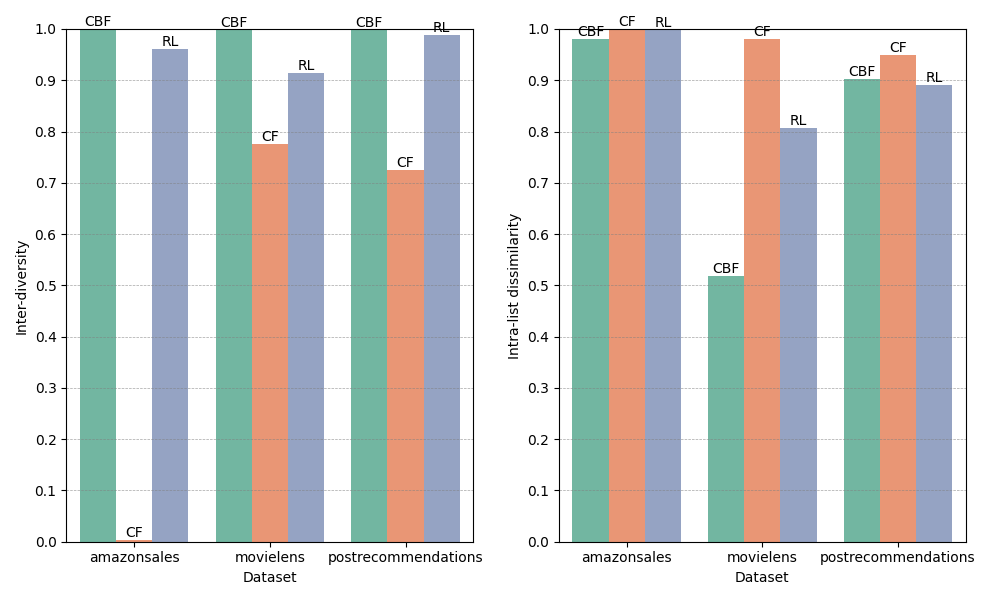 Inter-diversity
1.0
0.9
0.8
0.7
0.6
0.5
0.4
0.3
0.2
0.1
0.0
CBF
CF
RL
CBF
CF
RL
CBF
CF
RL
amazonsales
movielens
postrecommendations
Dataset
Intra-list dissimilarity
1.0
0.9
0.8
0.7
0.6
0.5
0.4
0.3
0.2
0.1
0.0
CBF
CF
RL
CBF
CF
RL
CBF
CF
RL
amazonsales
movielens
postrecommendations
Dataset